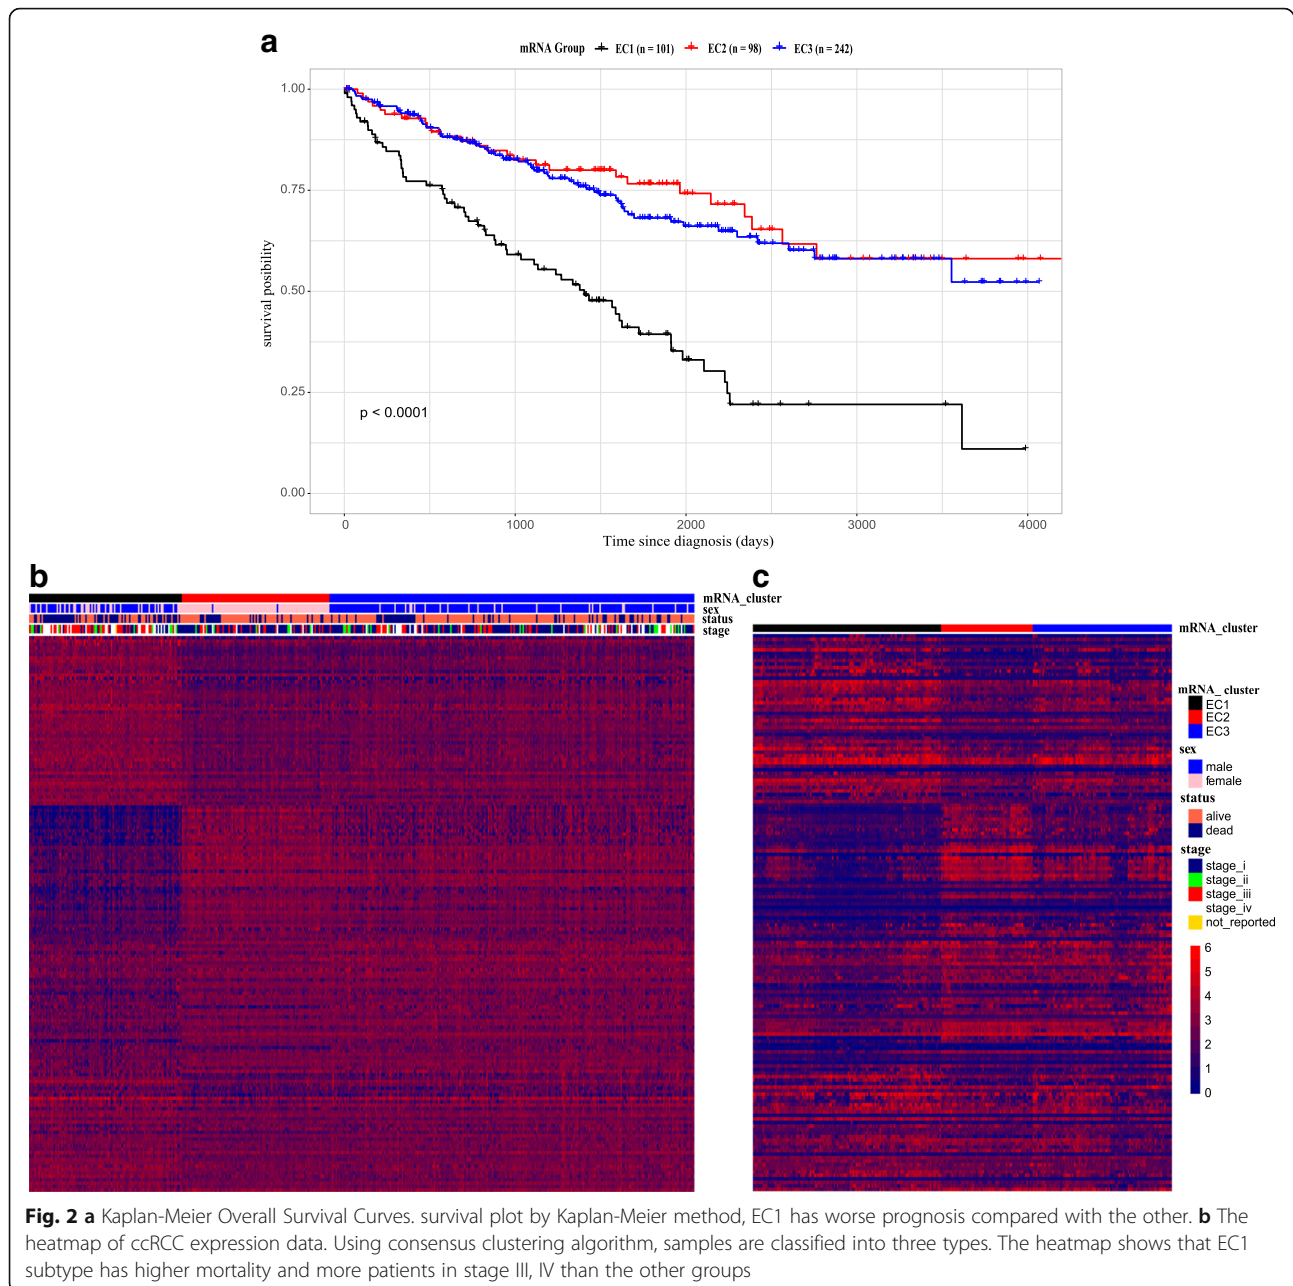 a
mRNA Group EC1 (n = 101) EC2 (n = 98) EC3 (n = 242)
1.00
0.75
0.50
0.25
0.00
survival posibility
p < 0.0001
0 1000 2000 3000 4000
Time since diagnosis (days)
b
mRNA_cluster
sex
status
stage
c
mRNA_cluster
mRNA_ cluster
EC1
EC2
EC3
sex
male
female
status
alive
dead
stage
stage_i
stage_ii
stage_iii
stage_iv
not_reported
6
5
4
3
2
1
0
Fig. 2 a Kaplan-Meier Overall Survival Curves. survival plot by Kaplan-Meier method, EC1 has worse prognosis compared with the other. b The
heatmap of ccRCC expression data. Using consensus clustering algorithm, samples are classified into three types. The heatmap shows that EC1
subtype has higher mortality and more patients in stage III, IV than the other groups